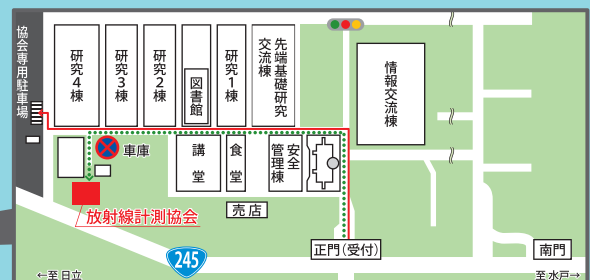 協会専用駐車場
研究4棟
研究3棟
研究2棟
図書館
研究1棟
先端基礎研究
交流棟
情報交流棟
車庫
講堂
食堂
安全
管理棟
売店
放射線計測協会
正門(受付)
南門
245
←至日立
至水戸→